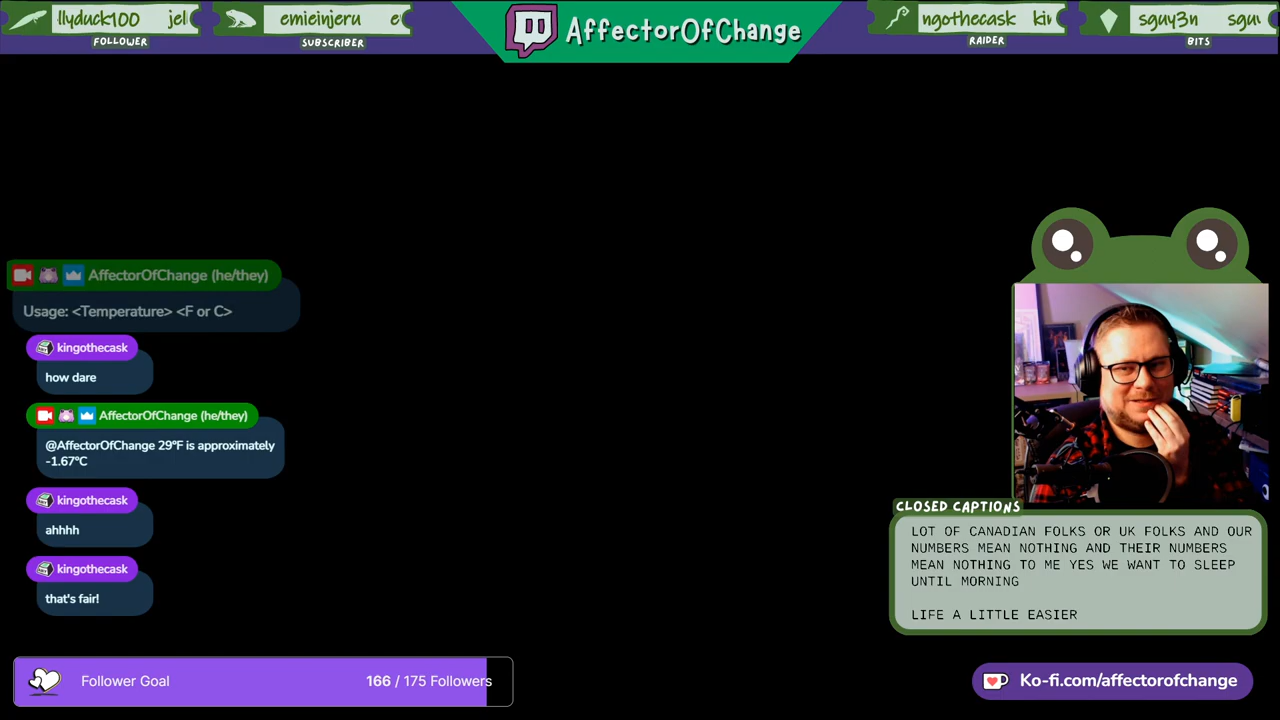 llyduck100 jel
FOLLOWER
emieinjeru e
SUBSCRIBER
AffectorOfChange
ngothecask kin
RAIDER
sguy3n sguy
BITS
AffectorOfChange (he/they)
Usage: <Temperature> <F or C>
kingothecask
how dare
AffectorOfChange (he/they)
@AffectorOfChange 29°F is approximately
-1.67°C
kingothecask
ahhhh
kingothecask
that's fair!
CLOSED CAPTIONS
LOT OF CANADIAN FOLKS OR UK FOLKS AND OUR
NUMBERS MEAN NOTHING AND THEIR NUMBERS
MEAN NOTHING TO ME YES WE WANT TO SLEEP
UNTIL MORNING
LIFE A LITTLE EASIER
Follower Goal 166 / 175 Followers
Ko-fi.com/affectorofchange